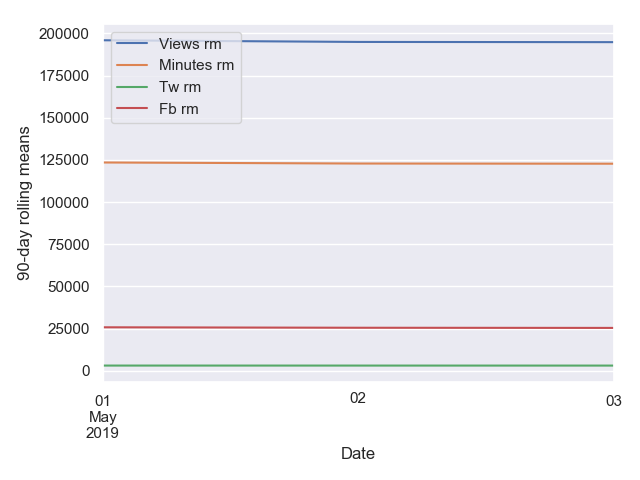 200000
175000
150000
125000
100000
75000
50000
25000
0
90-day rolling means
Views rm
Minutes rm
Tw rm
Fb rm
01
May
2019
02
03
Date